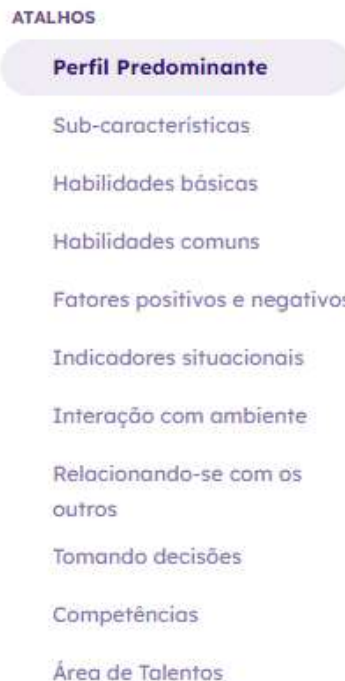 ATALHOS
Perfil Predominante
Sub-características
Habilidades básicas
Habilidades comuns
Fatores positivos e negativos
Indicadores situacionais
Interação com ambiente
Relacionando-se com os
outros
Tomando decisões
Competências
Área de Talentos